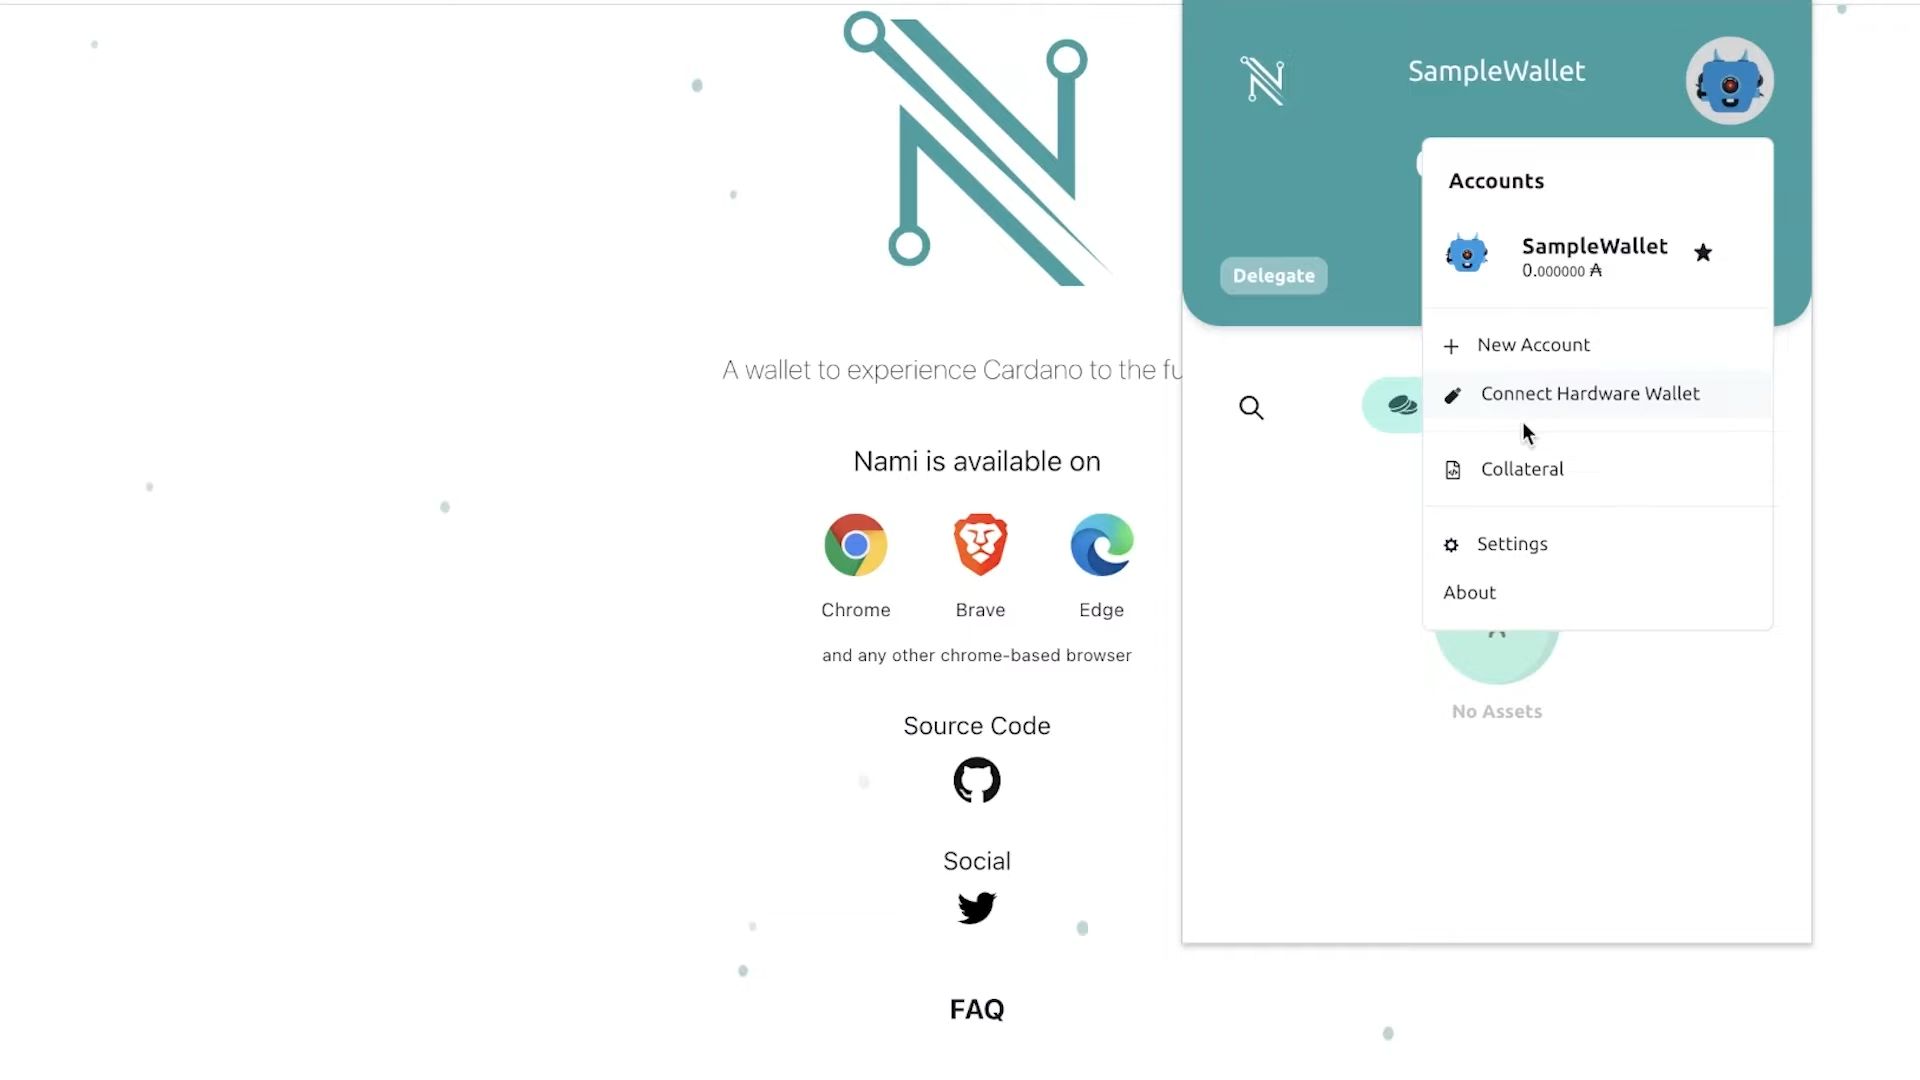 A wallet to experience Cardano to the fu
Nami is available on
Chrome
Brave
Edge
and any other chrome-based browser
Source Code
Social
FAQ
SampleWallet
Delegate
Accounts
SampleWallet
0.000000 ₳
New Account
Connect Hardware Wallet
Collateral
Settings
About
No Assets